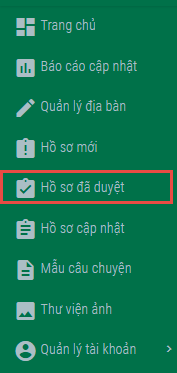 Trang chủ
Báo cáo cập nhật
Quản lý địa bàn
Hồ sơ mới
Hồ sơ đã duyệt
Hồ sơ cập nhật
Mẫu câu chuyện
Thư viện ảnh
Quản lý tài khoản